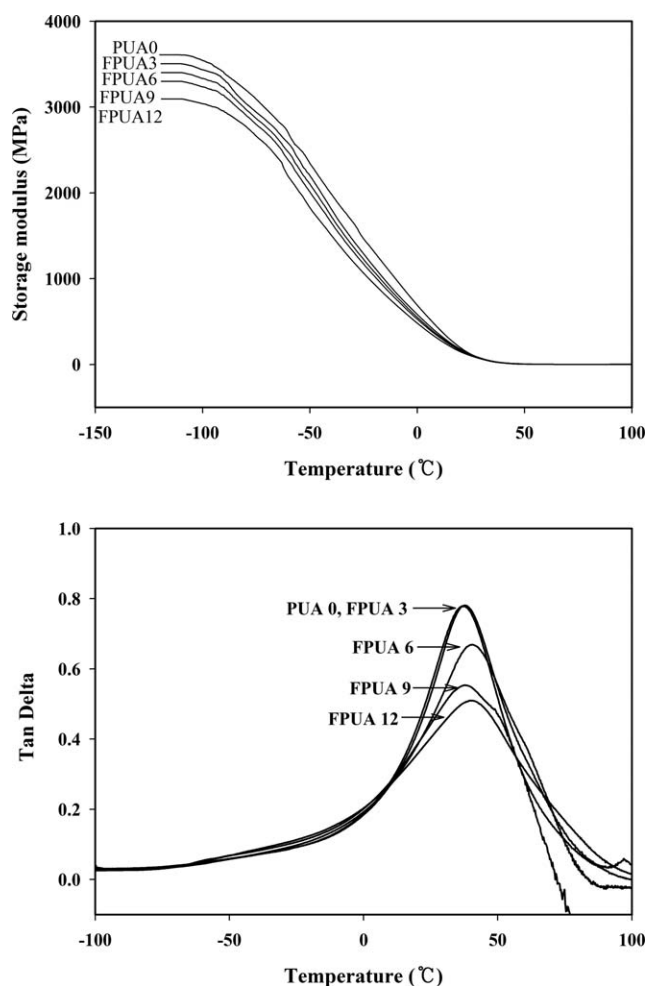 4000
PUA0
FPUA3
FPUA6
FPUA9
FPUA12
3000
2000
1000
0
Storage modulus (MPa)
-150 -100 -50 0 50 100
Temperature (℃)
1.0
0.8
0.6
0.4
0.2
0.0
Tan Delta
PUA 0, FPUA 3
FPUA 6
FPUA 9
FPUA 12
-100 -50 0 50 100
Temperature (℃)